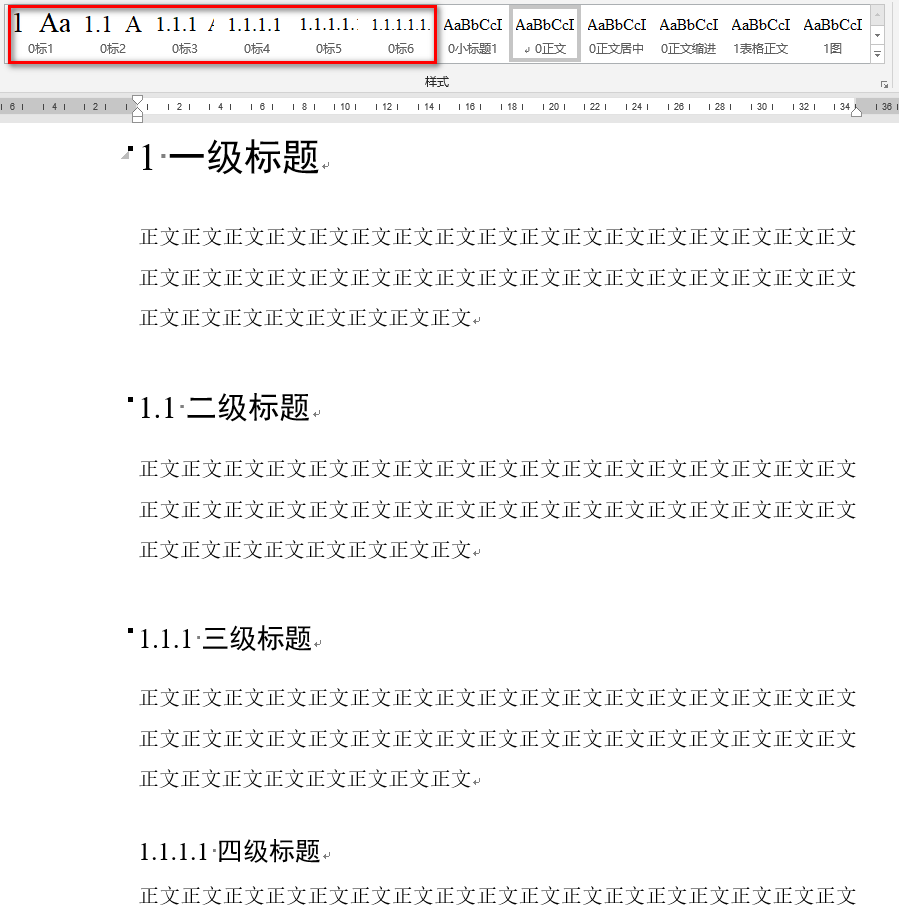 1 Aa 1.1 A 1.1.1 A 1.1.1.1 1.1.1.1. 1.1.1.1.1. AaBbCcI AaBbCcI AaBbCcI AaBbCcI AaBbCcI AaBbCcI
0标1 0标2 0标3 0标4 0标5 0标6 0小标题1 ↲ 0正文 0正文居中 0正文缩进 1表格正文 1图
样式
6 4 2 2 4 6 8 10 12 14 16 18 20 22 24 26 28 30 32 34 36
1 一级标题
正文正文正文正文正文正文正文正文正文正文正文正文正文正文正文正文正文
正文正文正文正文正文正文正文正文正文正文正文正文正文正文正文正文正文
正文正文正文正文正文正文正文正文
1.1 二级标题
正文正文正文正文正文正文正文正文正文正文正文正文正文正文正文正文正文
正文正文正文正文正文正文正文正文正文正文正文正文正文正文正文正文正文
正文正文正文正文正文正文正文正文
1.1.1 三级标题
正文正文正文正文正文正文正文正文正文正文正文正文正文正文正文正文正文
正文正文正文正文正文正文正文正文正文正文正文正文正文正文正文正文正文
正文正文正文正文正文正文正文正文
1.1.1.1 四级标题
正文正文正文正文正文正文正文正文正文正文正文正文正文正文正文正文正文